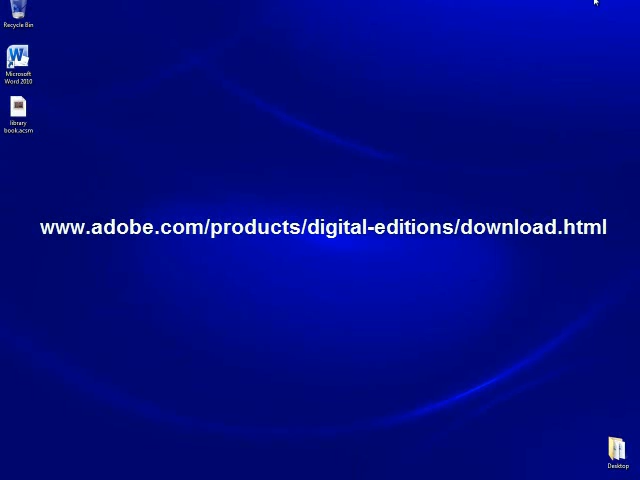 Recycle Bin
Microsoft
Word 2010
library
book.acsm
www.adobe.com/products/digital-editions/download.html
Desktop